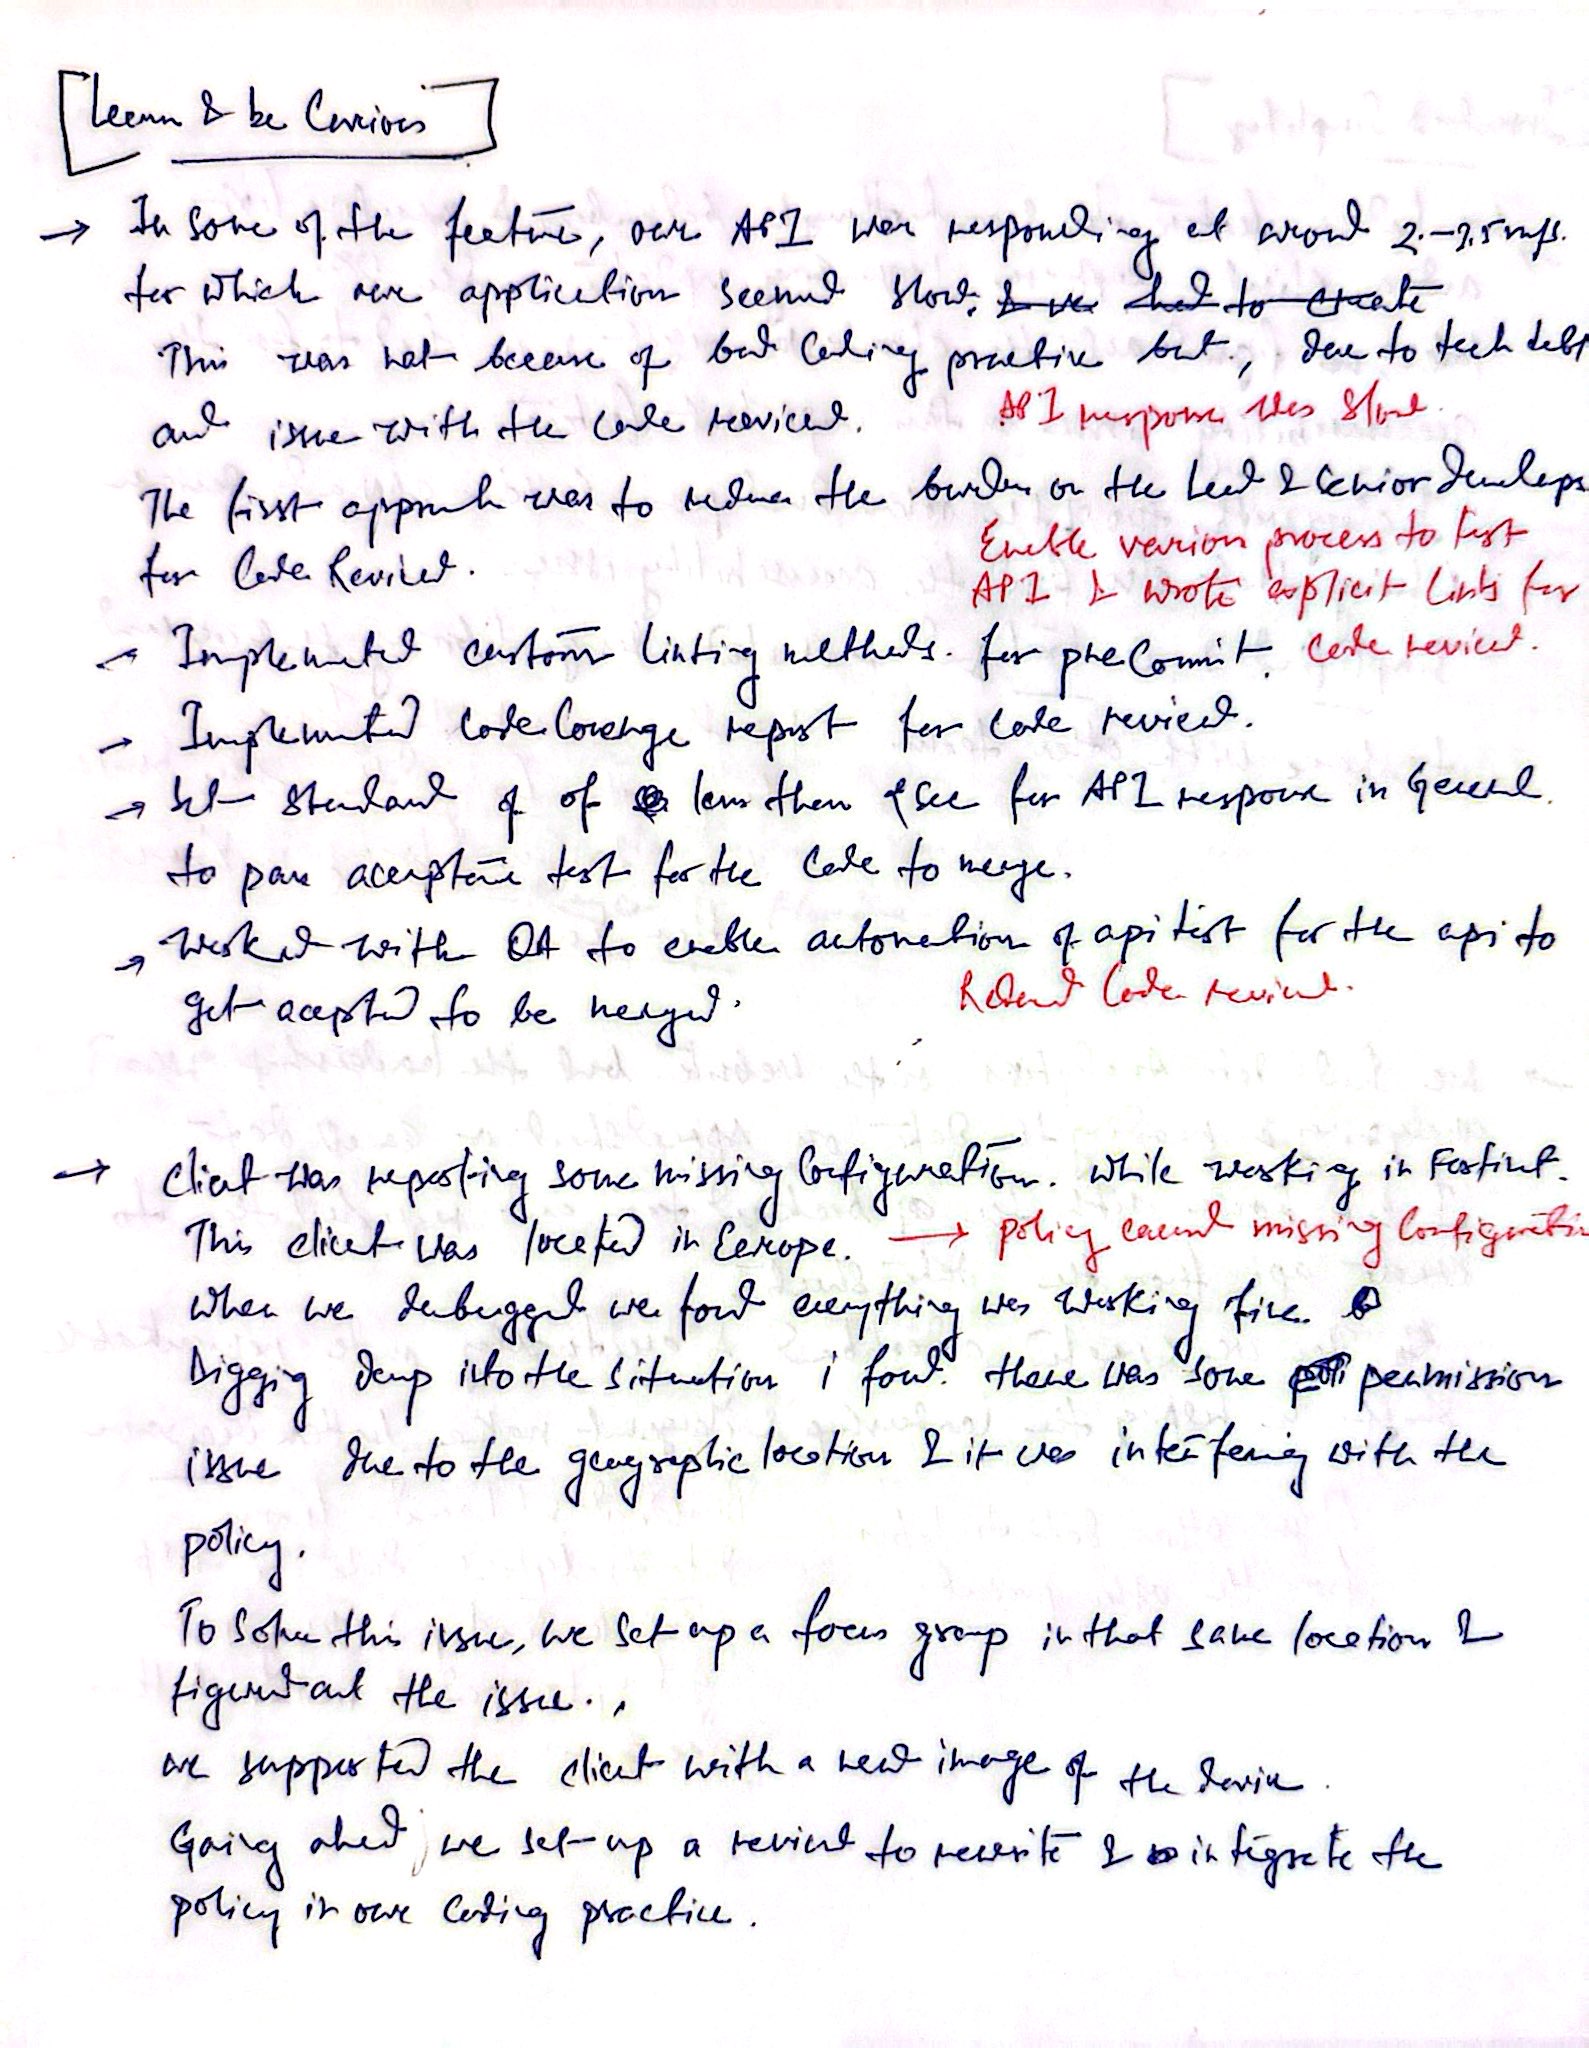 Learn & be Curious
→ In some of the feature, our API was responding at around 2.-2.5
for which our application seemed slow. & we had to create
This was not because of bad coding practice but, due to tech debt
and issue with the code reviewed.
API response was slow.
The first approach was to reduce the burden on the Lead & Senior Developers
for Code Review.
Enable various process to test
API & wrote explicit lints for
code review.
→ Implemented custom linting methods. for preCommit.
→ Implemented code Coverage report for code review.
→ Set standard of of less than sec for API response in General.
to pass acceptance test for the code to merge.
→ Worked with QA to enable automation of api test for the api to
get accepted to be merged.
Code review.
→ Client was reporting some missing Configuration. while working in Fortinet.
This client was located in Europe. → policy caused missing Configuration
When we debugged we found everything was working fine.
Digging deep into the situation i found. there was some permission
issue due to the geographic location & it was interfering with the
policy.
To solve this issue, we set up a focus group in that same location &
figured out the issue.
we supported the client with a new image of the device.
Going ahead, we set-up a review to rewrite & integrate the
policy in our coding practice.